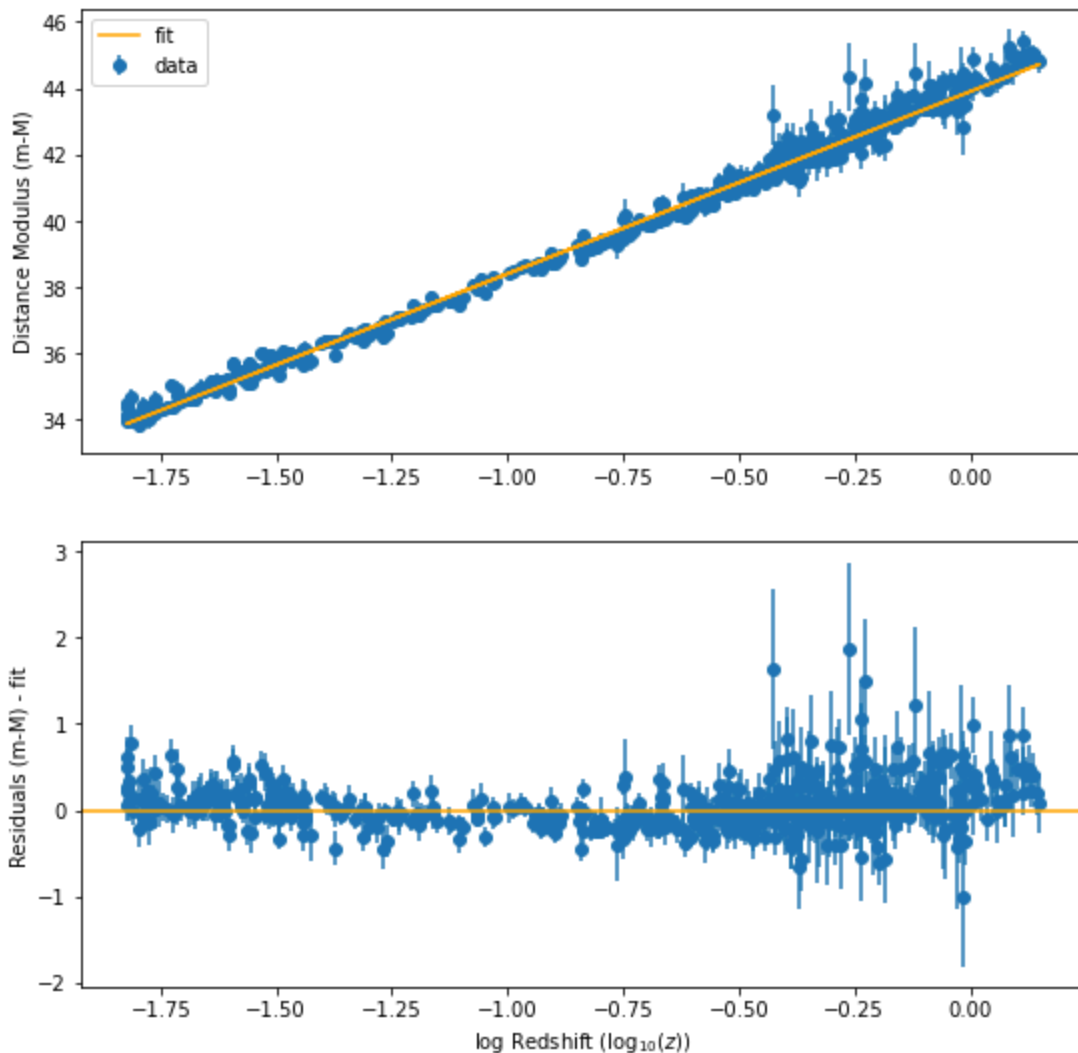 46
44
42
40
38
36
34
Distance Modulus (m-M)
fit
data
−1.75 −1.50 −1.25 −1.00 −0.75 −0.50 −0.25 0.00
3
2
1
0
−1
−2
Residuals (m-M) - fit
−1.75 −1.50 −1.25 −1.00 −0.75 −0.50 −0.25 0.00
log Redshift (log₁₀(z))